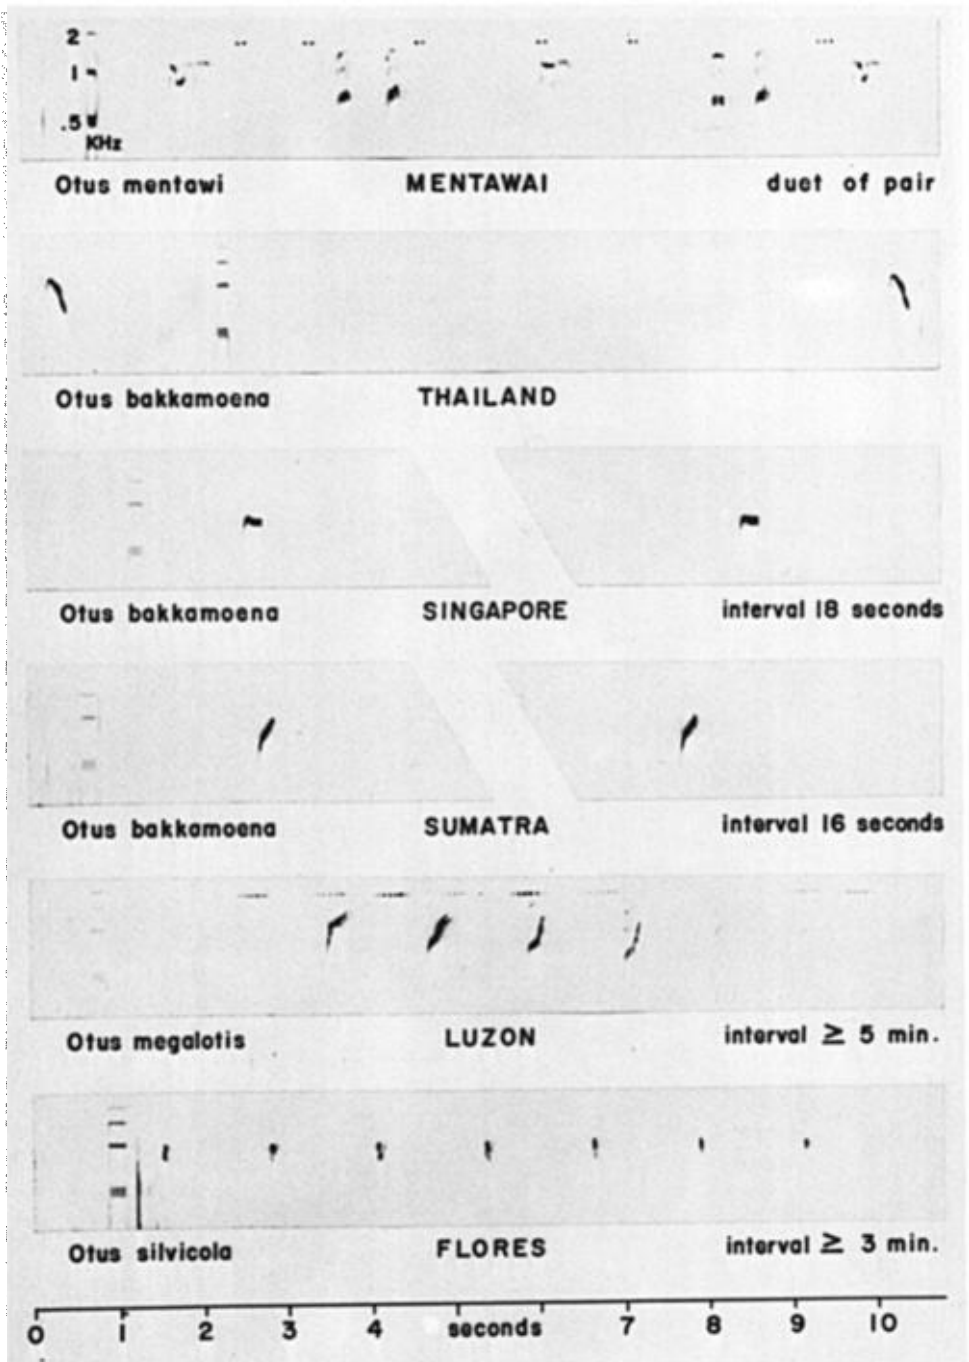 2
1
.5
KHz
Otus mentawi MENTAWAI duet of pair
Otus bakkamoena THAILAND
Otus bakkamoena SINGAPORE interval 18 seconds
Otus bakkamoena SUMATRA interval 16 seconds
Otus megalotis LUZON interval ≥ 5 min.
Otus silvicola FLORES interval ≥ 3 min.
0 1 2 3 4 seconds 7 8 9 10